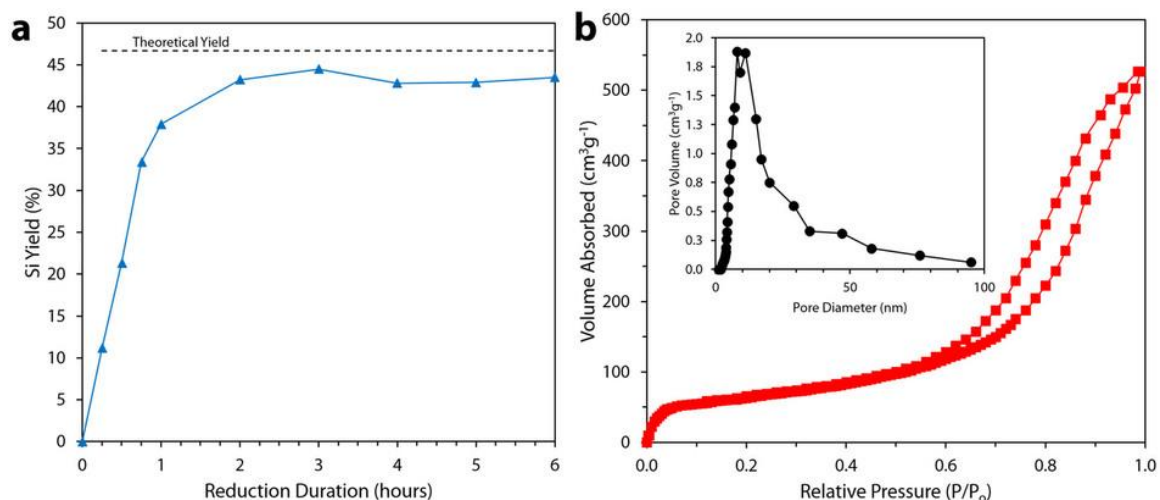 a
50
45
40
35
30
25
20
15
10
5
0
Si Yield (%)
Theoretical Yield
0 1 2 3 4 5 6
Reduction Duration (hours)
b
600
500
400
300
200
100
0
Volume Absorbed (cm³g⁻¹)
2.0
1.8
1.5
1.3
1.0
0.8
0.5
0.3
0.0
Pore Volume (cm³g⁻¹)
0 50 100
Pore Diameter (nm)
0.0 0.2 0.4 0.6 0.8 1.0
Relative Pressure (P/P₀)